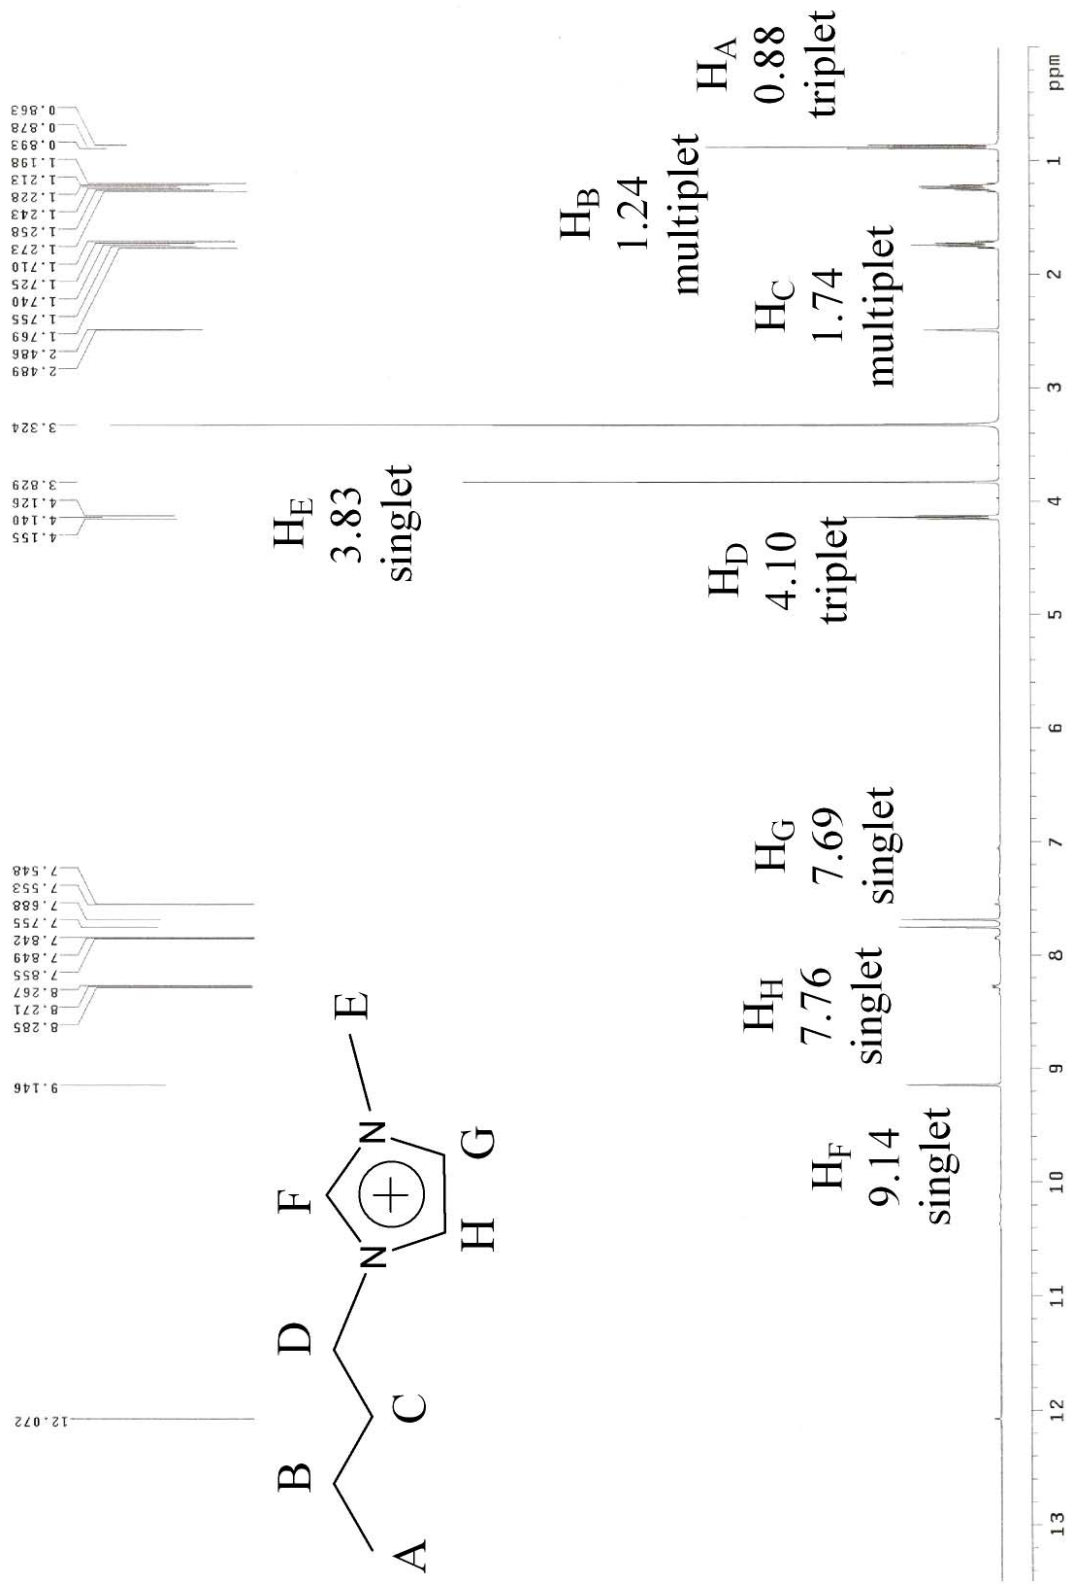 12.072
9.146
8.285
8.271
8.267
7.855
7.849
7.842
7.755
7.688
7.553
7.548
4.155
4.140
4.126
3.829
3.324
2.489
2.486
1.769
1.755
1.740
1.725
1.710
1.273
1.258
1.243
1.228
1.213
1.198
0.893
0.878
0.863
A
B
C
D
N
F
N
H
G
E
H_E
3.83
singlet
H_B
1.24
multiplet
H_A
0.88
triplet
H_D
4.10
triplet
H_C
1.74
multiplet
H_F
9.14
singlet
H_H
7.76
singlet
H_G
7.69
singlet
13 12 11 10 9 8 7 6 5 4 3 2 1 ppm